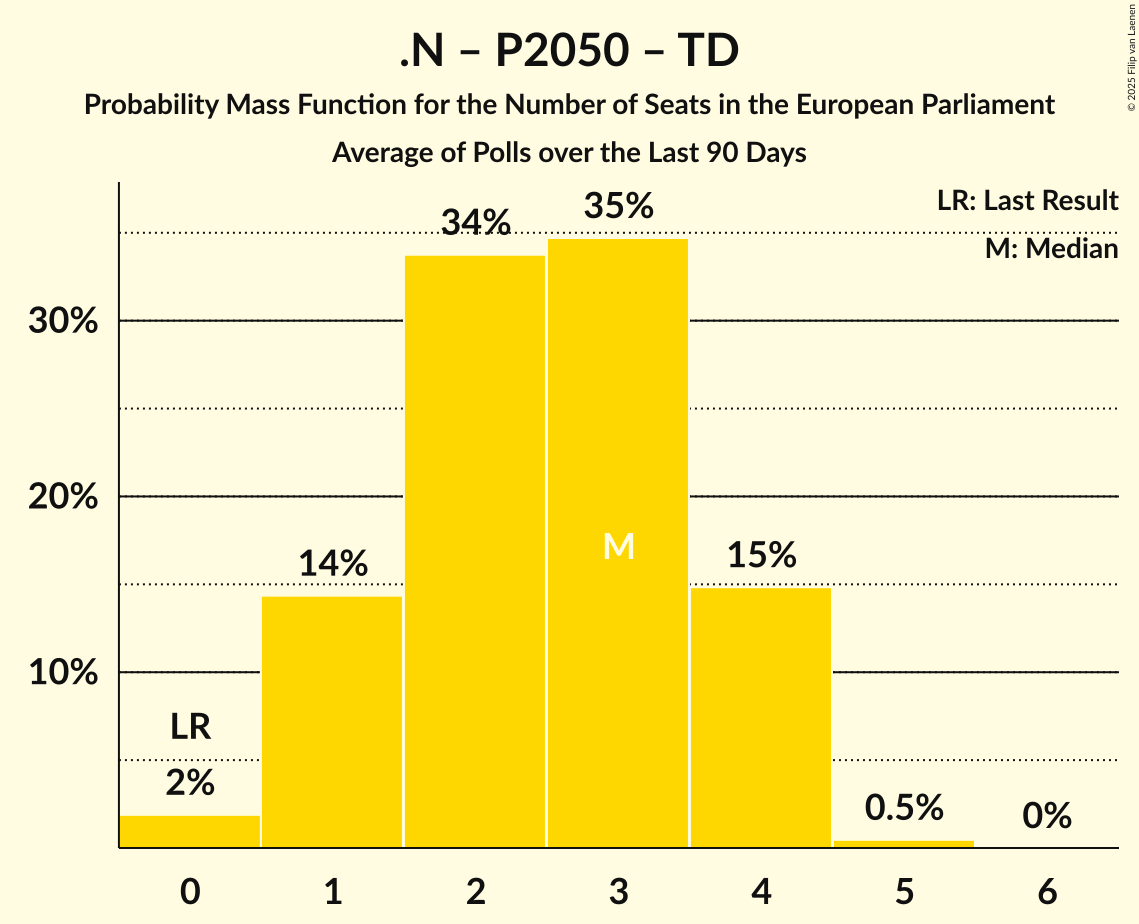 .N – P2050 – TD
Probability Mass Function for the Number of Seats in the European Parliament
Average of Polls over the Last 90 Days
© 2025 Filip van Laenen
LR: Last Result
M: Median
30%
20%
10%
LR
2%
14%
34%
35%
M
15%
0.5%
0%
0 1 2 3 4 5 6